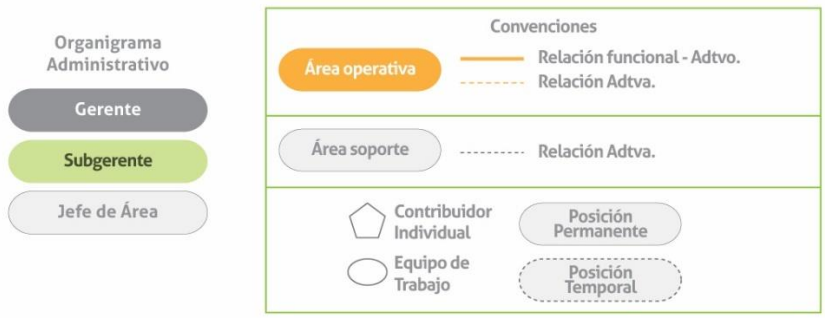 Organigrama
Administrativo
Gerente
Subgerente
Jefe de Área
Convenciones
Área operativa
Relación funcional - Adtvo.
Relación Adtva.
Área soporte
Relación Adtva.
Contribuidor
Individual
Posición
Permanente
Equipo de
Trabajo
Posición
Temporal